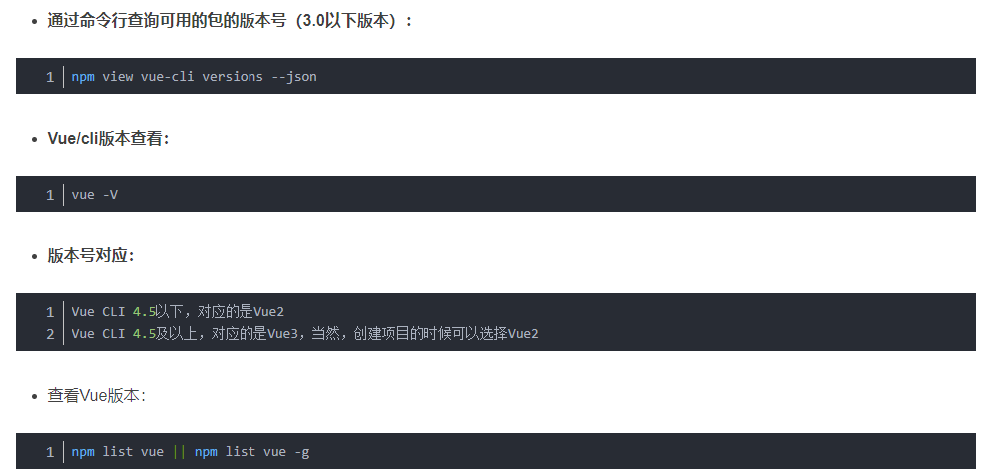 • 通过命令行查询可用的包的版本号（3.0以下版本）：
1 npm view vue-cli versions --json
• Vue/cli版本查看：
1 vue -V
• 版本号对应：
1 Vue CLI 4.5以下，对应的是Vue2
2 Vue CLI 4.5及以上，对应的是Vue3，当然，创建项目的时候可以选择Vue2
• 查看Vue版本：
1 npm list vue || npm list vue -g